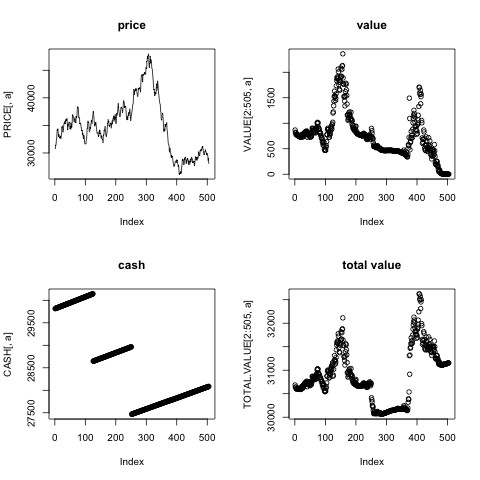 price
PRICE[, a]
30000 40000
0 100 200 300 400 500
Index
value
VALUE[2:505, a]
0 500 1500
0 100 200 300 400 500
Index
cash
CASH[, a]
27500 28500 29500
0 100 200 300 400 500
Index
total value
TOTAL.VALUE[2:505, a]
30000 31000 32000
0 100 200 300 400 500
Index